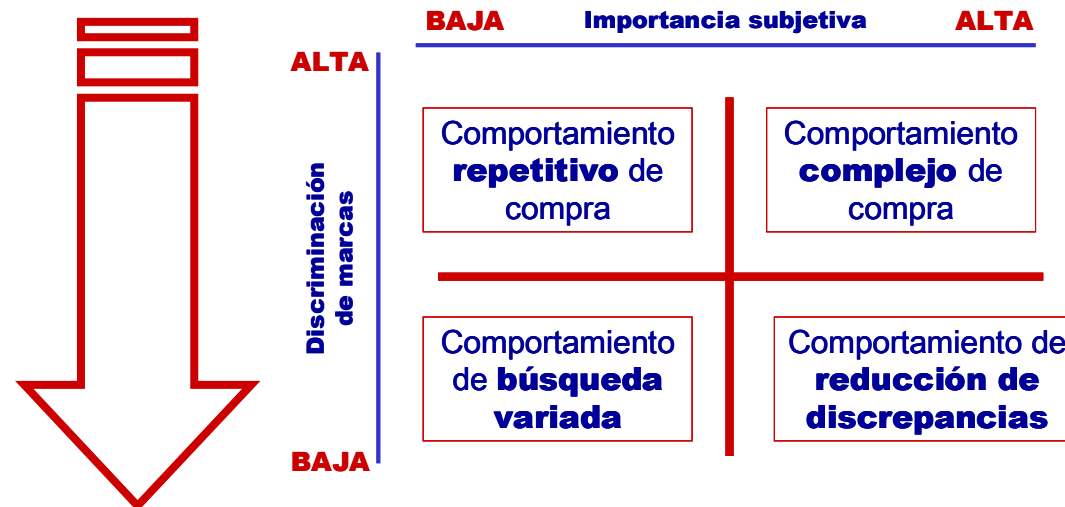 BAJA Importancia subjetiva ALTA
ALTA
Discriminación
de marcas
BAJA
Comportamiento
repetitivo de
compra
Comportamiento
complejo de
compra
Comportamiento
de búsqueda
variada
Comportamiento de
reducción de
discrepancias